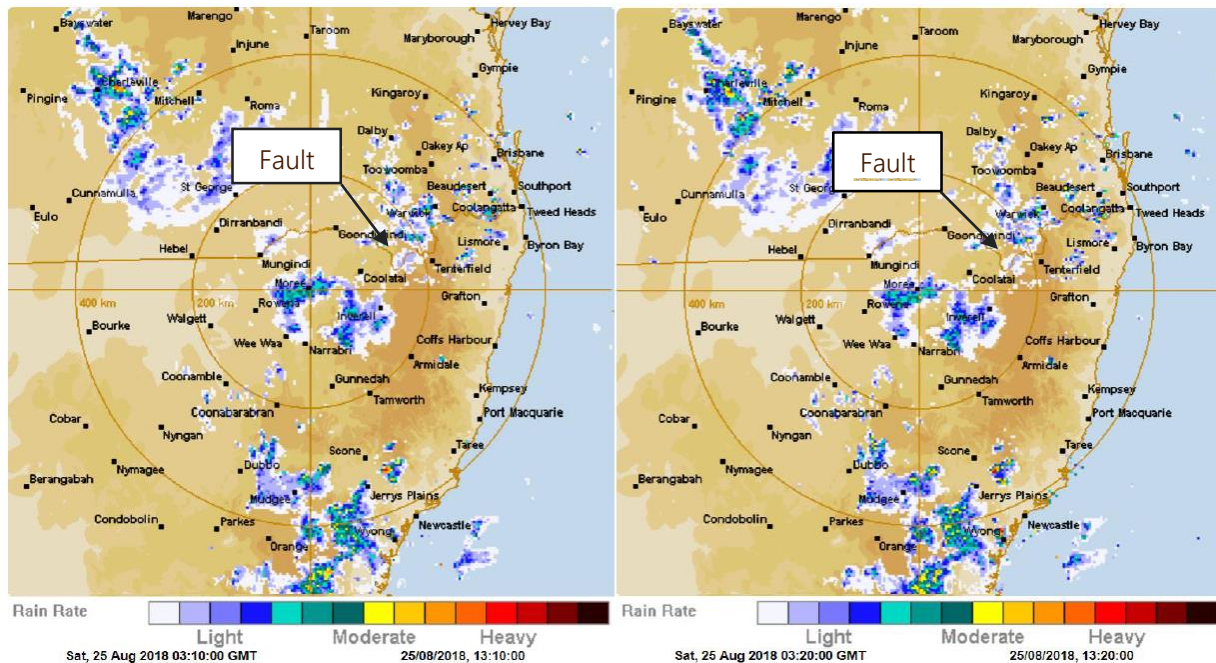 Marengo
Hervey Bay
Bayswater
Taroom
Maryborough
Injune
Gympie
Charleville
Pingine
Mitchell
Roma
Kingaroy
Fault
Dalby
Oakey Ap
Brisbane
Toowoomba
Cunnamulla
St George
Beaudesert
Southport
Eulo
Warwick
Coolangatta
Tweed Heads
Dirranbandi
Goondiwindi
Lismore
Byron Bay
Hebel
Mungindi
Coolatai
Tenterfield
Moree
400 km
200 km
Rowena
Grafton
Bourke
Walgett
Inverell
Wee Waa
Narrabri
Coffs Harbour
Armidale
Coonamble
Gunnedah
Kempsey
Tamworth
Coonabarabran
Port Macquarie
Cobar
Nyngan
Taree
Scone
Nymagee
Dubbo
Berangabah
Mudgee
Jerrys Plains
Condobolin
Parkes
Newcastle
Wyong
Orange
Rain Rate
Light Moderate Heavy
Sat, 25 Aug 2018 03:10:00 GMT 25/08/2018, 13:10:00
Marengo
Hervey Bay
Bayswater
Taroom
Maryborough
Injune
Gympie
Charleville
Pingine
Mitchell
Roma
Kingaroy
Fault
Dalby
Oakey Ap
Brisbane
Toowoomba
Cunnamulla
St George
Beaudesert
Southport
Eulo
Warwick
Coolangatta
Tweed Heads
Dirranbandi
Goondiwindi
Lismore
Byron Bay
Hebel
Mungindi
Coolatai
Tenterfield
Moree
400 km
200 km
Rowena
Grafton
Bourke
Walgett
Inverell
Wee Waa
Narrabri
Coffs Harbour
Armidale
Coonamble
Gunnedah
Kempsey
Tamworth
Coonabarabran
Port Macquarie
Cobar
Nyngan
Taree
Scone
Nymagee
Dubbo
Berangabah
Mudgee
Jerrys Plains
Condobolin
Parkes
Newcastle
Wyong
Orange
Rain Rate
Light Moderate Heavy
Sat, 25 Aug 2018 03:20:00 GMT 25/08/2018, 13:20:00